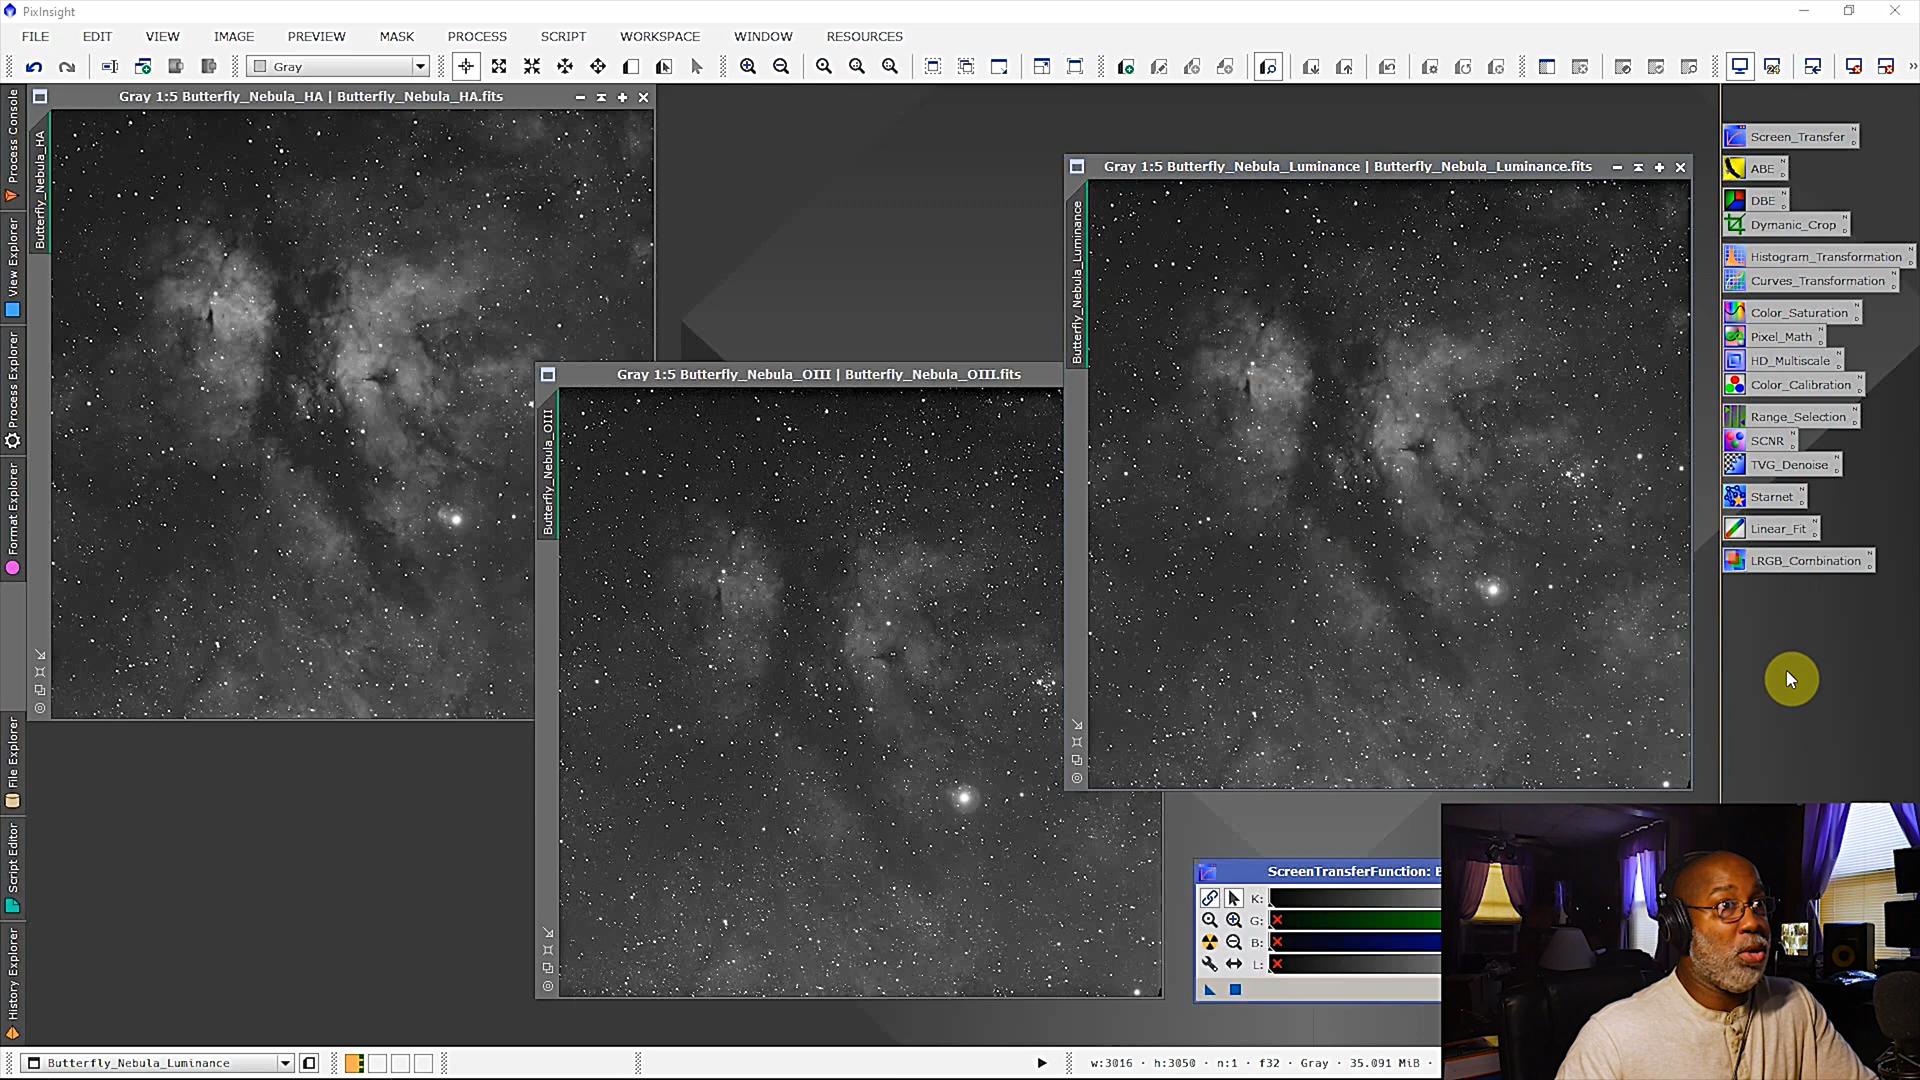 PixInsight
FILE EDIT VIEW IMAGE PREVIEW MASK PROCESS SCRIPT WORKSPACE WINDOW RESOURCES
Gray
Process Console
View Explorer
Process Explorer
Format Explorer
File Explorer
Script Editor
History Explorer
Gray 1:5 Butterfly_Nebula_HA | Butterfly_Nebula_HA.fits
Butterfly_Nebula_HA
Gray 1:5 Butterfly_Nebula_OIII | Butterfly_Nebula_OIII.fits
Butterfly_Nebula_OIII
Gray 1:5 Butterfly_Nebula_Luminance | Butterfly_Nebula_Luminance.fits
Butterfly_Nebula_Luminance
Screen_Transfer
ABE
DBE
Dymanic_Crop
Histogram_Transformation
Curves_Transformation
Color_Saturation
Pixel_Math
HD_Multiscale
Color_Calibration
Range_Selection
SCNR
TVG_Denoise
Starnet
Linear_Fit
LRGB_Combination
ScreenTransferFunction: B
K:
G:
B:
L:
Butterfly_Nebula_Luminance
w:3016 · h:3050 · n:1 · f32 · Gray · 35.091 MiB ·